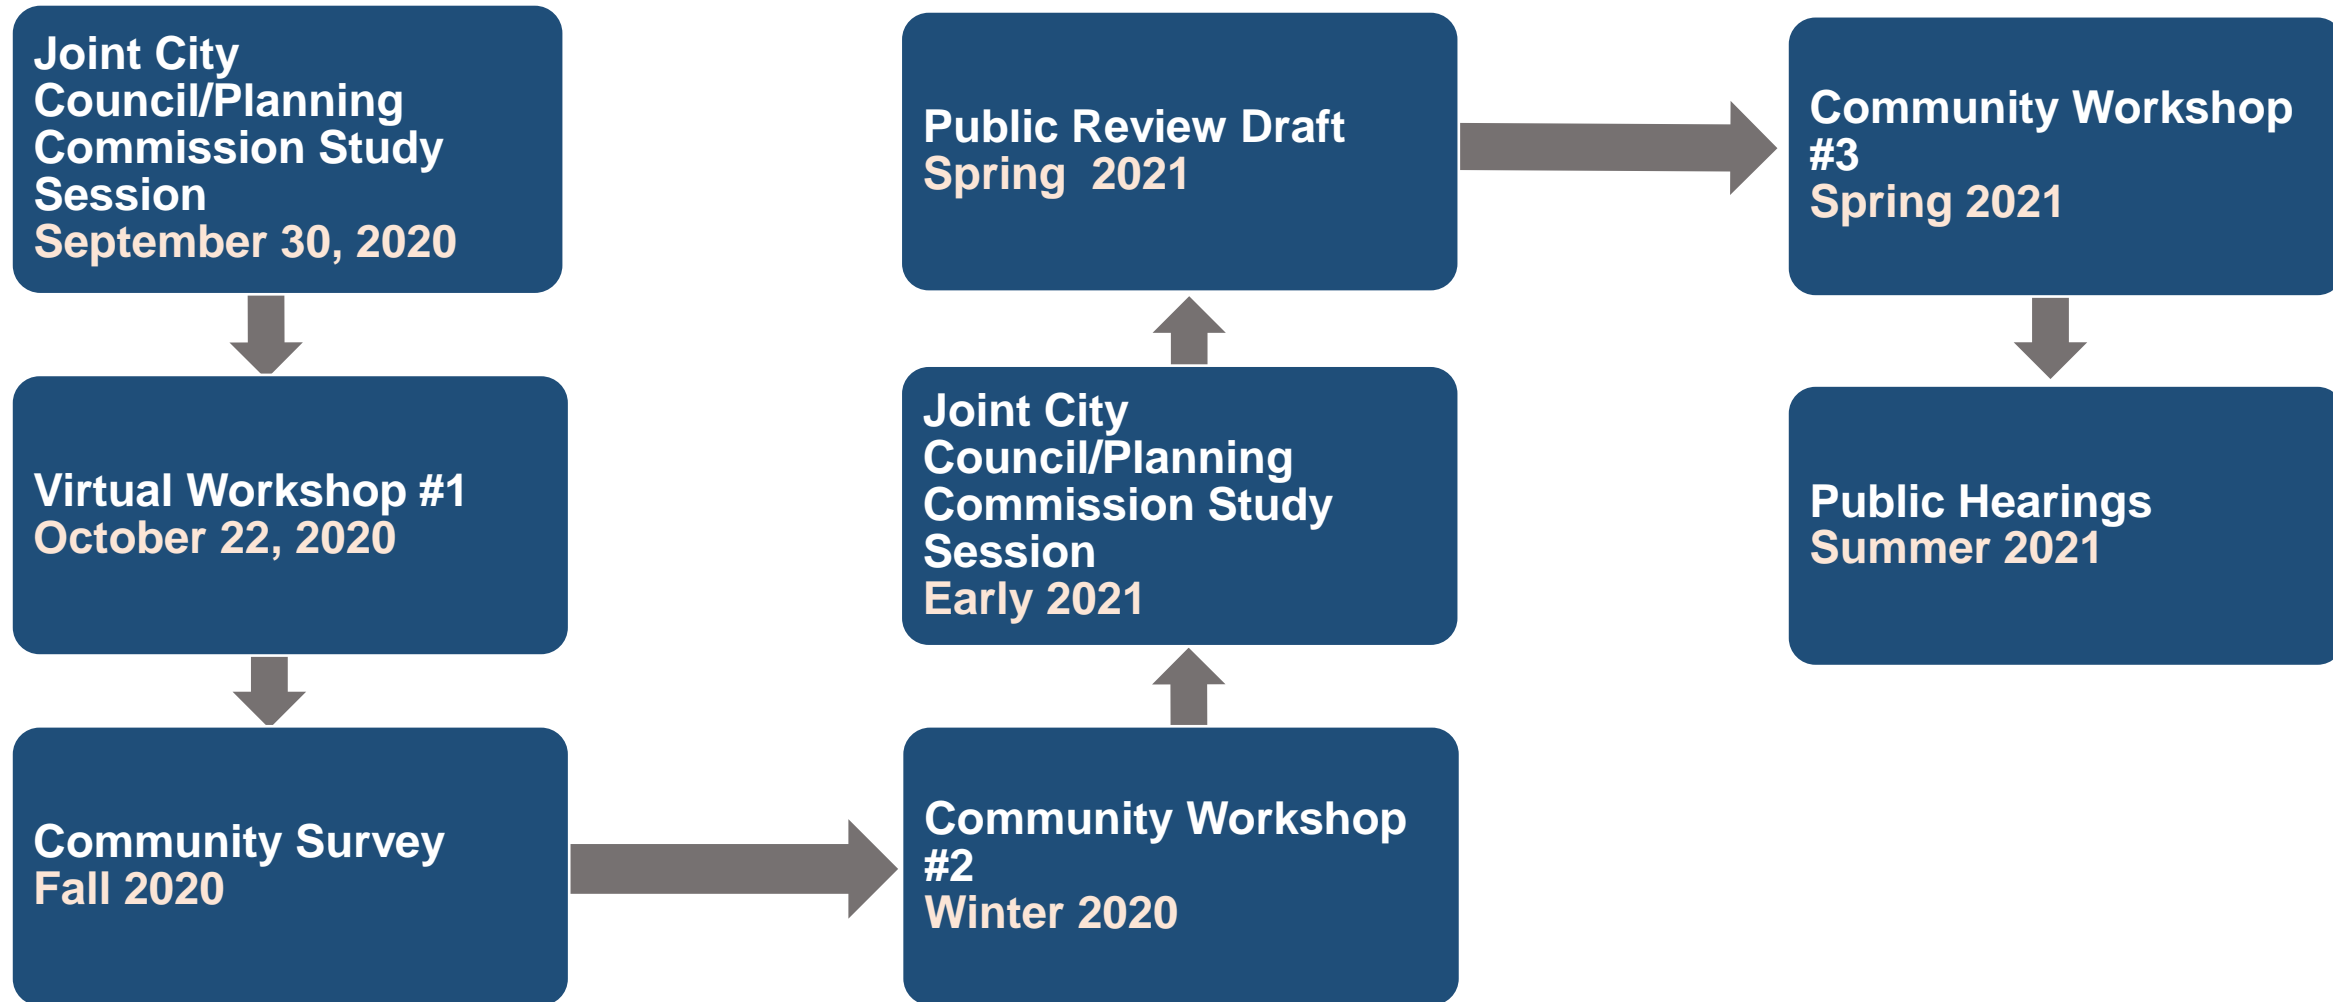 Joint City
Council/Planning
Commission Study
Session
September 30, 2020
Virtual Workshop #1
October 22, 2020
Community Survey
Fall 2020
Community Workshop
#2
Winter 2020
Joint City
Council/Planning
Commission Study
Session
Early 2021
Public Review Draft
Spring  2021
Community Workshop
#3
Spring 2021
Public Hearings
Summer 2021